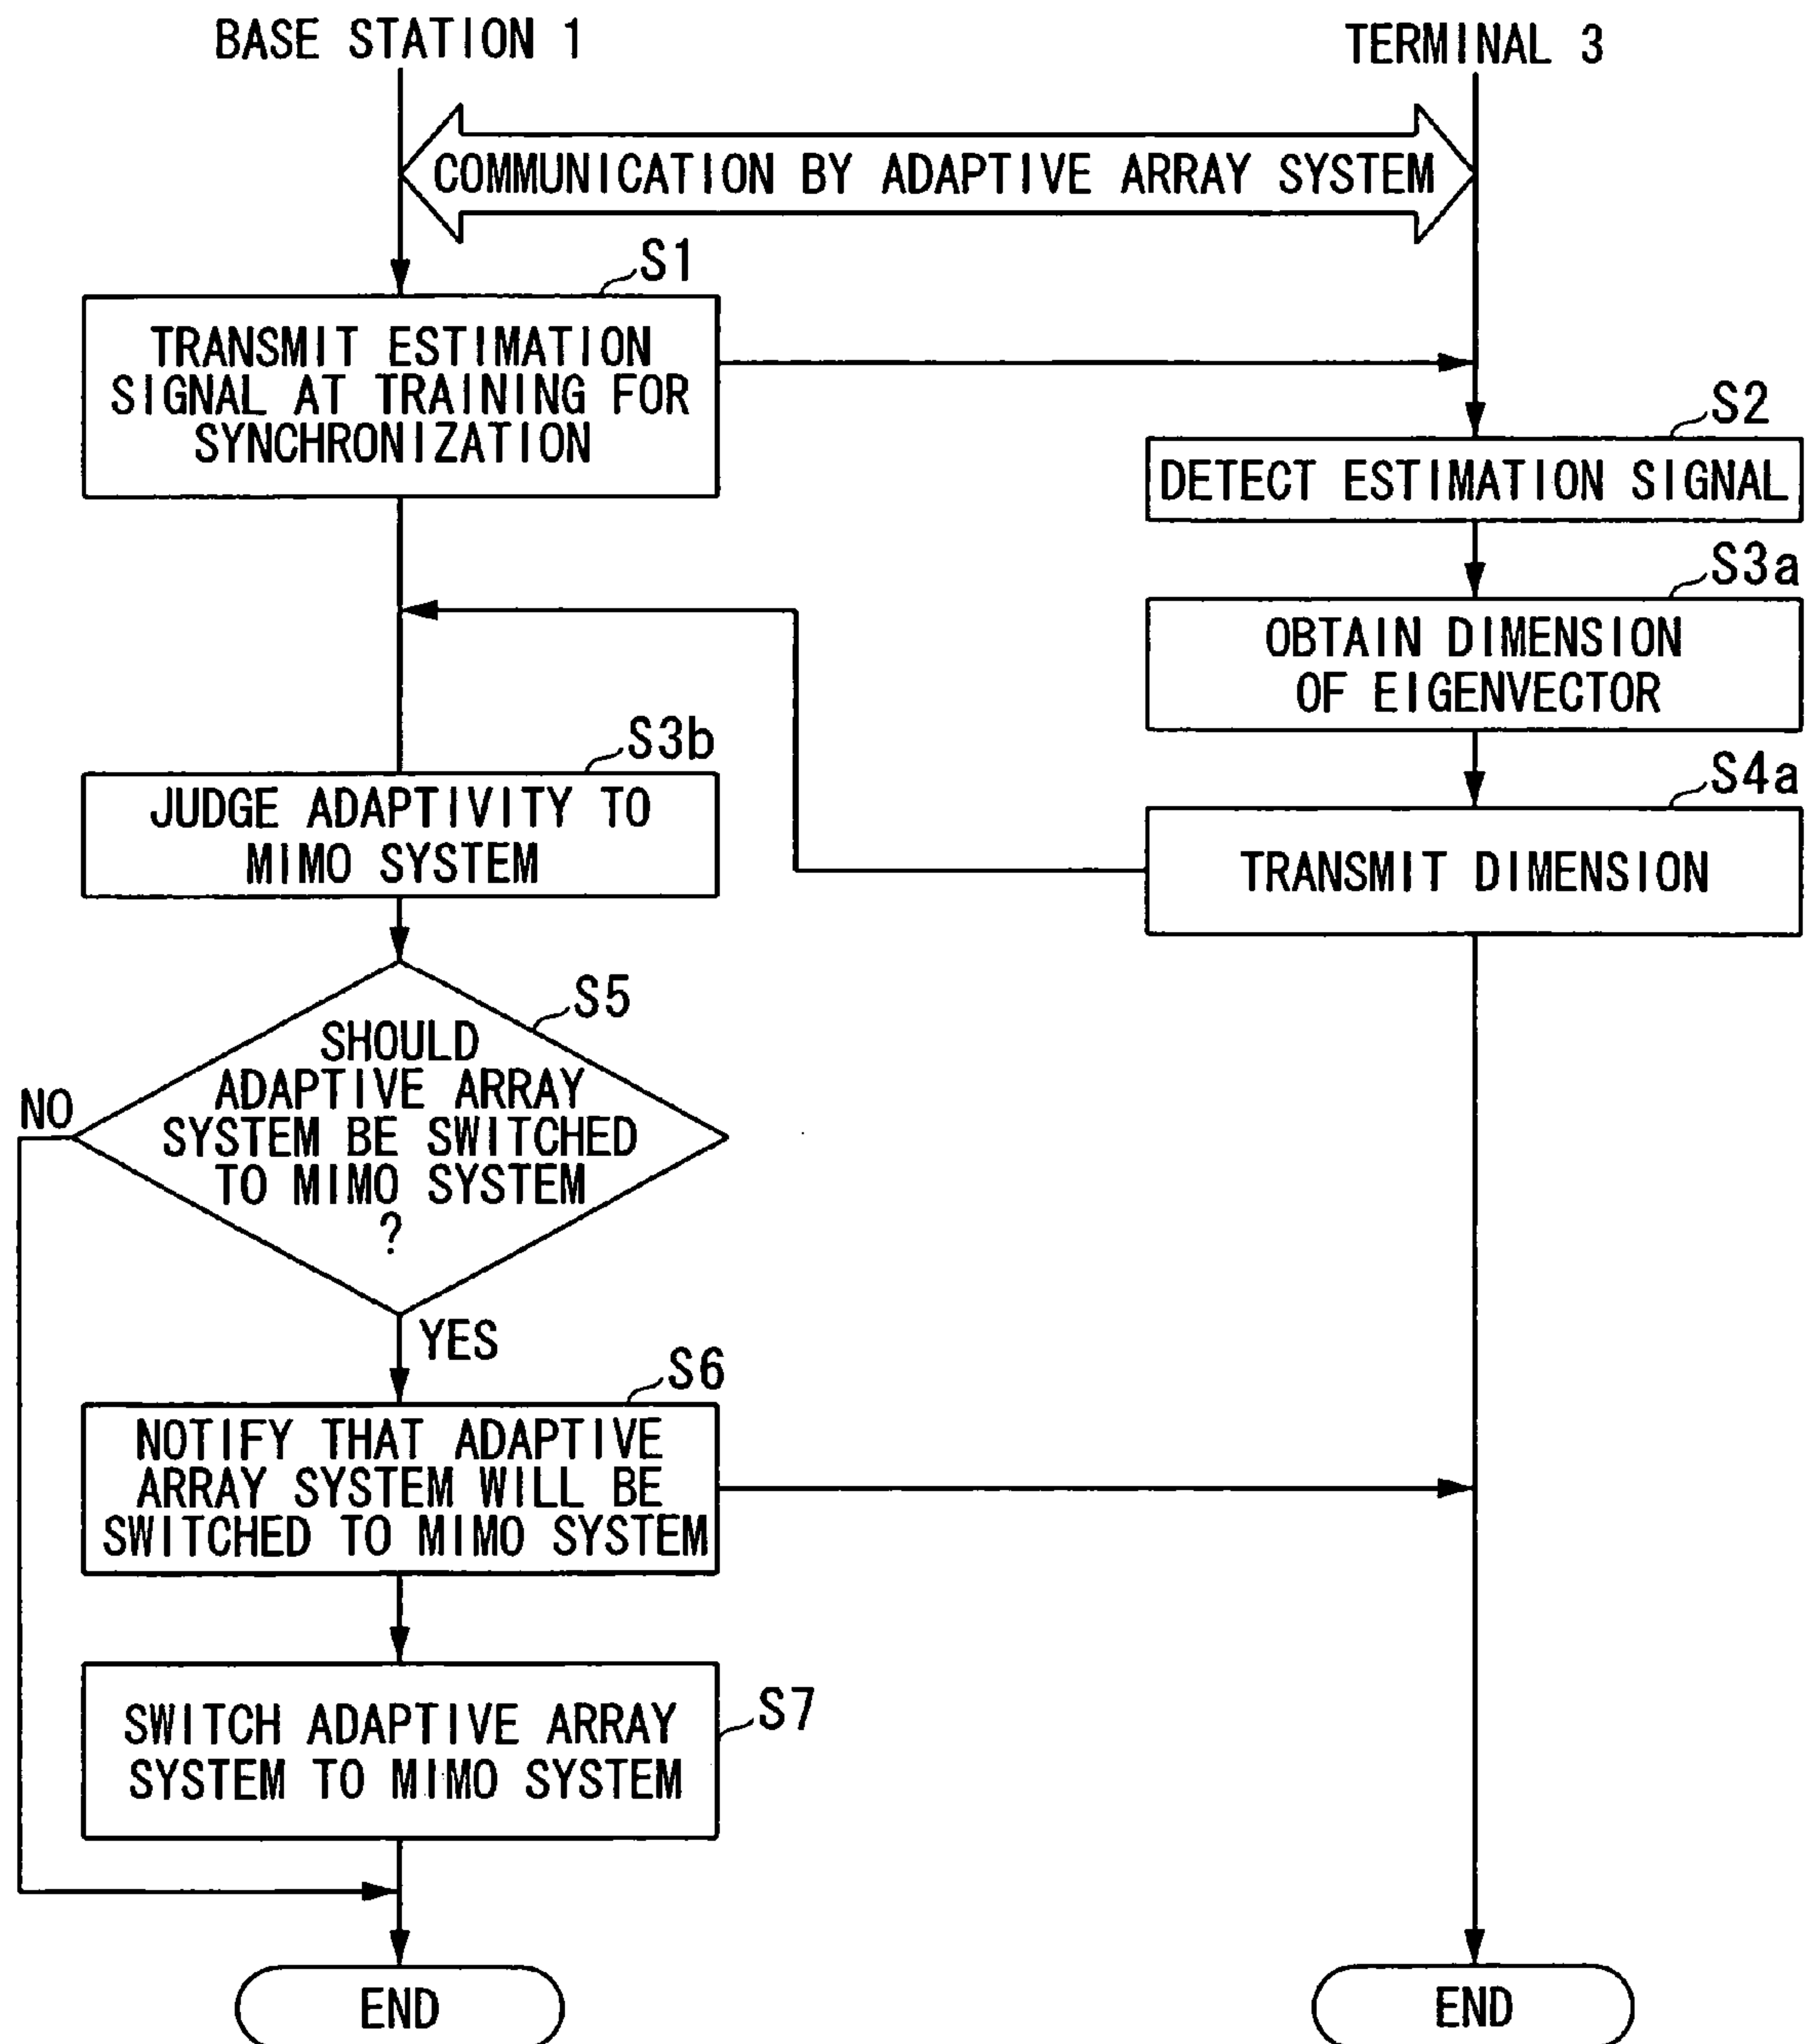 BASE STATION 1
TERMINAL 3
COMMUNICATION BY ADAPTIVE ARRAY SYSTEM
S1
TRANSMIT ESTIMATION
SIGNAL AT TRAINING FOR
SYNCHRONIZATION
S2
DETECT ESTIMATION SIGNAL
S3a
OBTAIN DIMENSION
OF EIGENVECTOR
S3b
JUDGE ADAPTIVITY TO
MIMO SYSTEM
S4a
TRANSMIT DIMENSION
S5
SHOULD
ADAPTIVE ARRAY
SYSTEM BE SWITCHED
TO MIMO SYSTEM
?
NO
YES
S6
NOTIFY THAT ADAPTIVE
ARRAY SYSTEM WILL BE
SWITCHED TO MIMO SYSTEM
S7
SWITCH ADAPTIVE ARRAY
SYSTEM TO MIMO SYSTEM
END
END